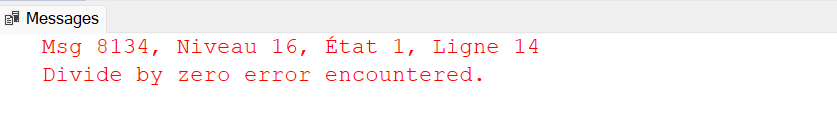 Messages
Msg 8134, Niveau 16, État 1, Ligne 14
Divide by zero error encountered.